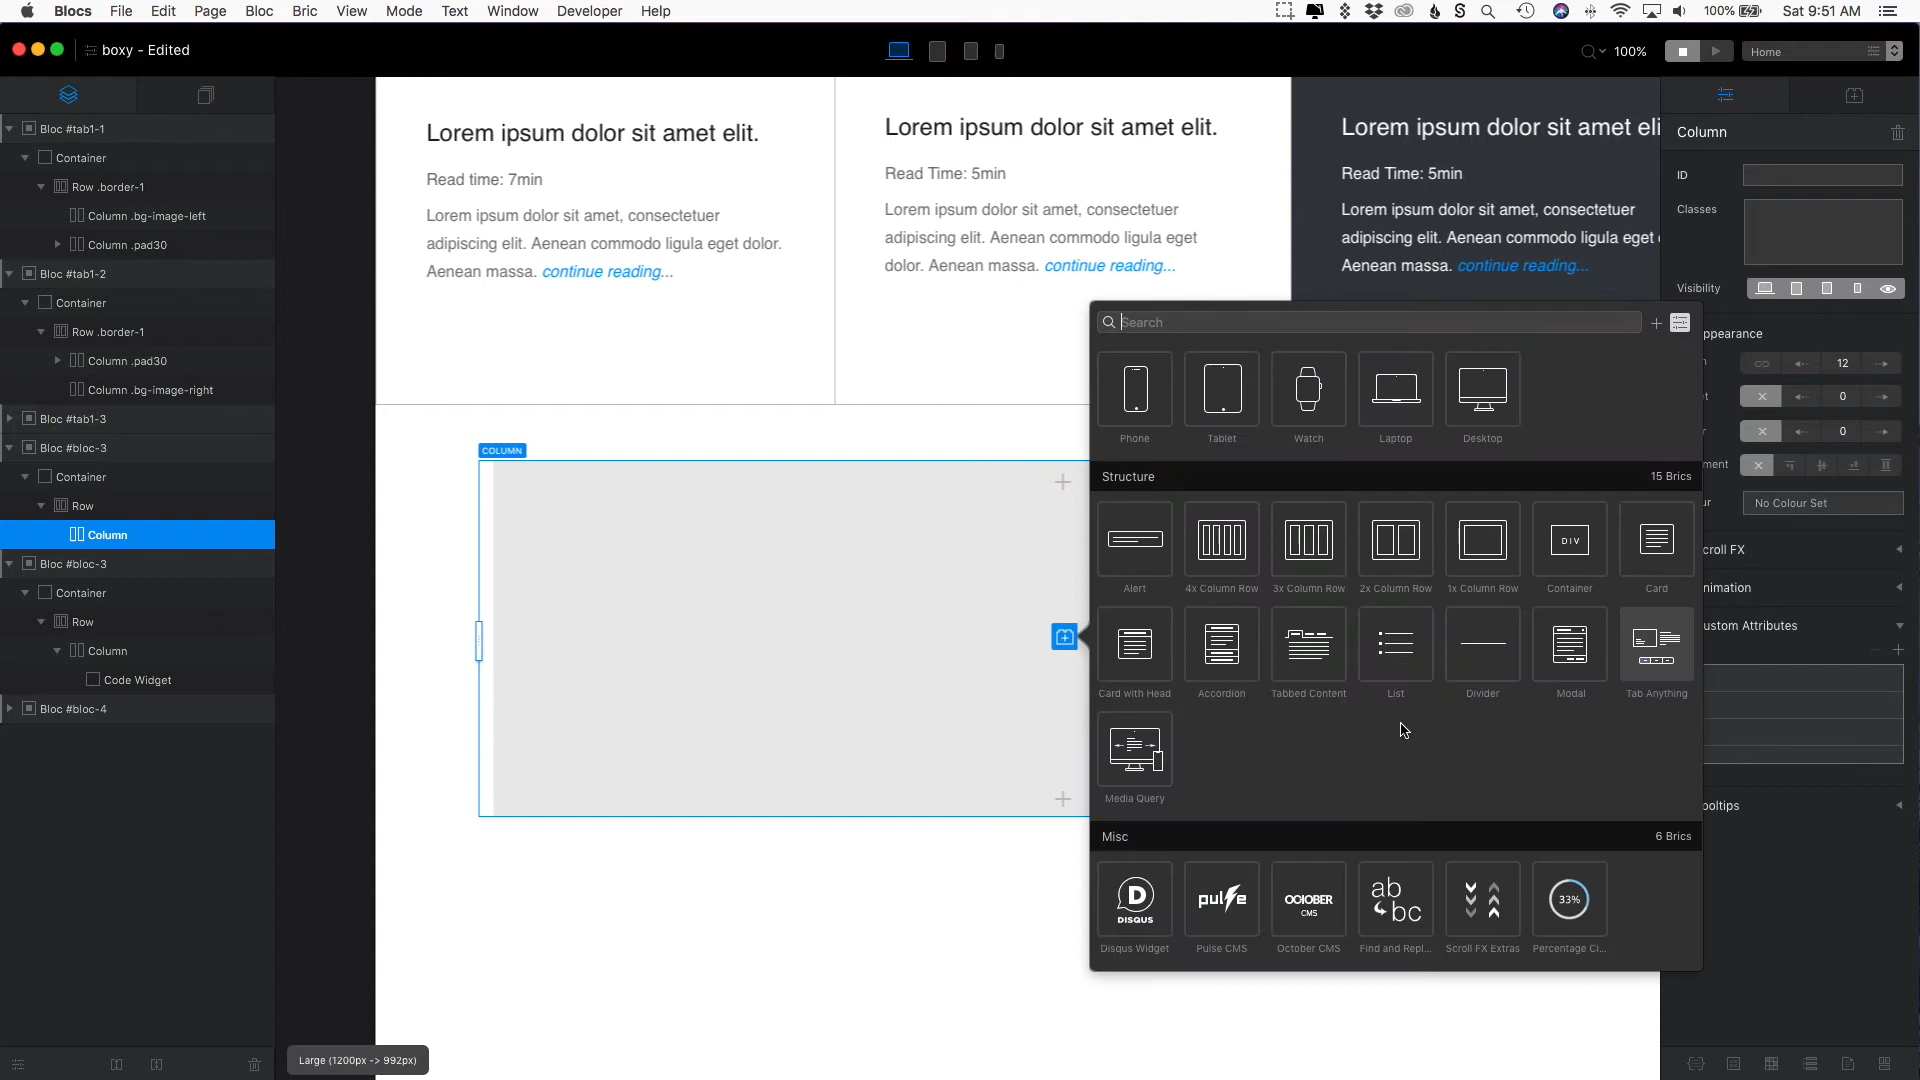 Blocs File Edit Page Bloc Bric View Mode Text Window Developer Help
100% Sat 9:51 AM
boxy - Edited
100%
Home
Bloc #tab1-1
Container
Row .border-1
Column .bg-image-left
Column .pad30
Bloc #tab1-2
Container
Row .border-1
Column .pad30
Column .bg-image-right
Bloc #tab1-3
Bloc #bloc-3
Container
Row
Column
Bloc #bloc-3
Container
Row
Column
Code Widget
Bloc #bloc-4
Lorem ipsum dolor sit amet elit.
Read time: 7min
Lorem ipsum dolor sit amet, consectetuer
adipiscing elit. Aenean commodo ligula eget dolor.
Aenean massa. continue reading...
Lorem ipsum dolor sit amet elit.
Read Time: 5min
Lorem ipsum dolor sit amet, consectetuer
adipiscing elit. Aenean commodo ligula eget
dolor. Aenean massa. continue reading...
Lorem ipsum dolor sit amet eli
Read Time: 5min
Lorem ipsum dolor sit amet, consectetuer
adipiscing elit. Aenean commodo ligula eget
Aenean massa. continue reading...
COLUMN
Large (1200px -> 992px)
Search
Phone Tablet Watch Laptop Desktop
Structure 15 Brics
DIV
Alert 4x Column Row 3x Column Row 2x Column Row 1x Column Row Container Card
Card with Head Accordion Tabbed Content List Divider Modal Tab Anything
Media Query
Misc 6 Brics
DISQUS pulse OCTOBER CMS ab bc 33%
Disqus Widget Pulse CMS October CMS Find and Repl... Scroll FX Extras Percentage Ci...
Column
ID
Classes
Visibility
ppearance
12
0
0
ment
No Colour Set
croll FX
nimation
ustom Attributes
ooltips